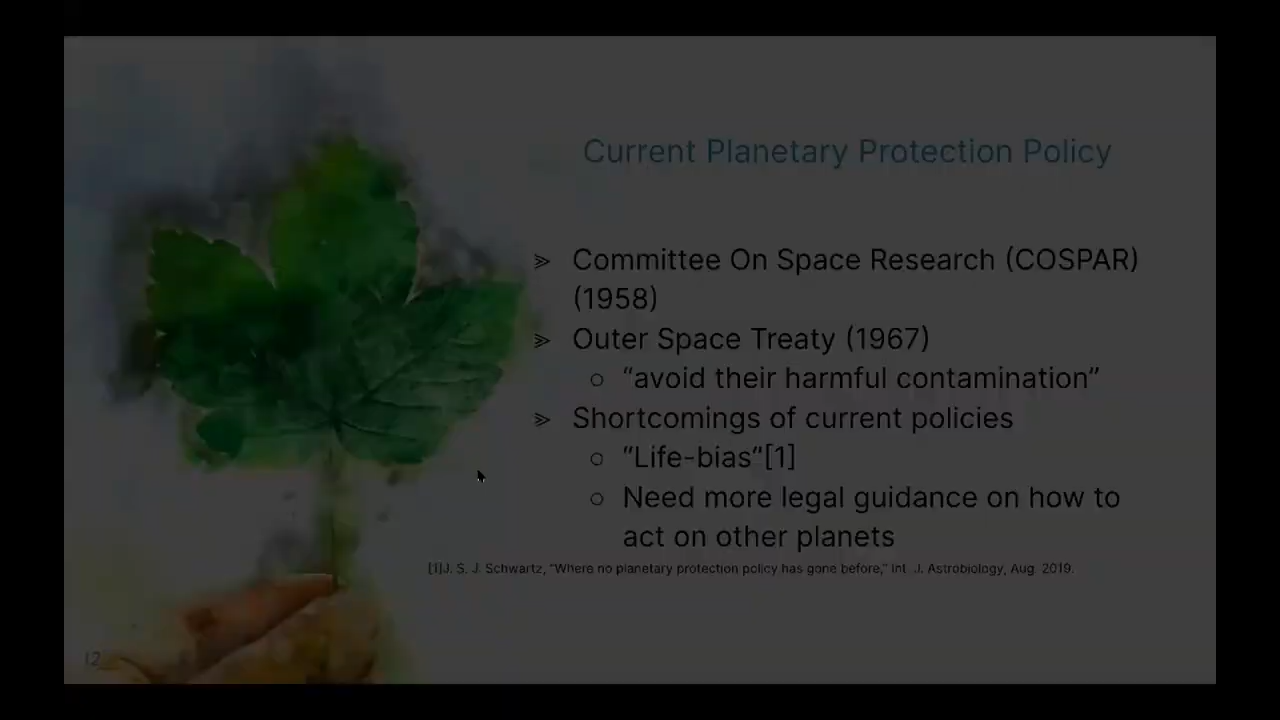 Current Planetary Protection Policy
⪢ Committee On Space Research (COSPAR)
(1958)
⪢ Outer Space Treaty (1967)
○ “avoid their harmful contamination”
⪢ Shortcomings of current policies
○ “Life-bias”[1]
○ Need more legal guidance on how to
act on other planets
[1]J. S. J. Schwartz, “Where no planetary protection policy has gone before,” Int. J. Astrobiology, Aug. 2019.
12